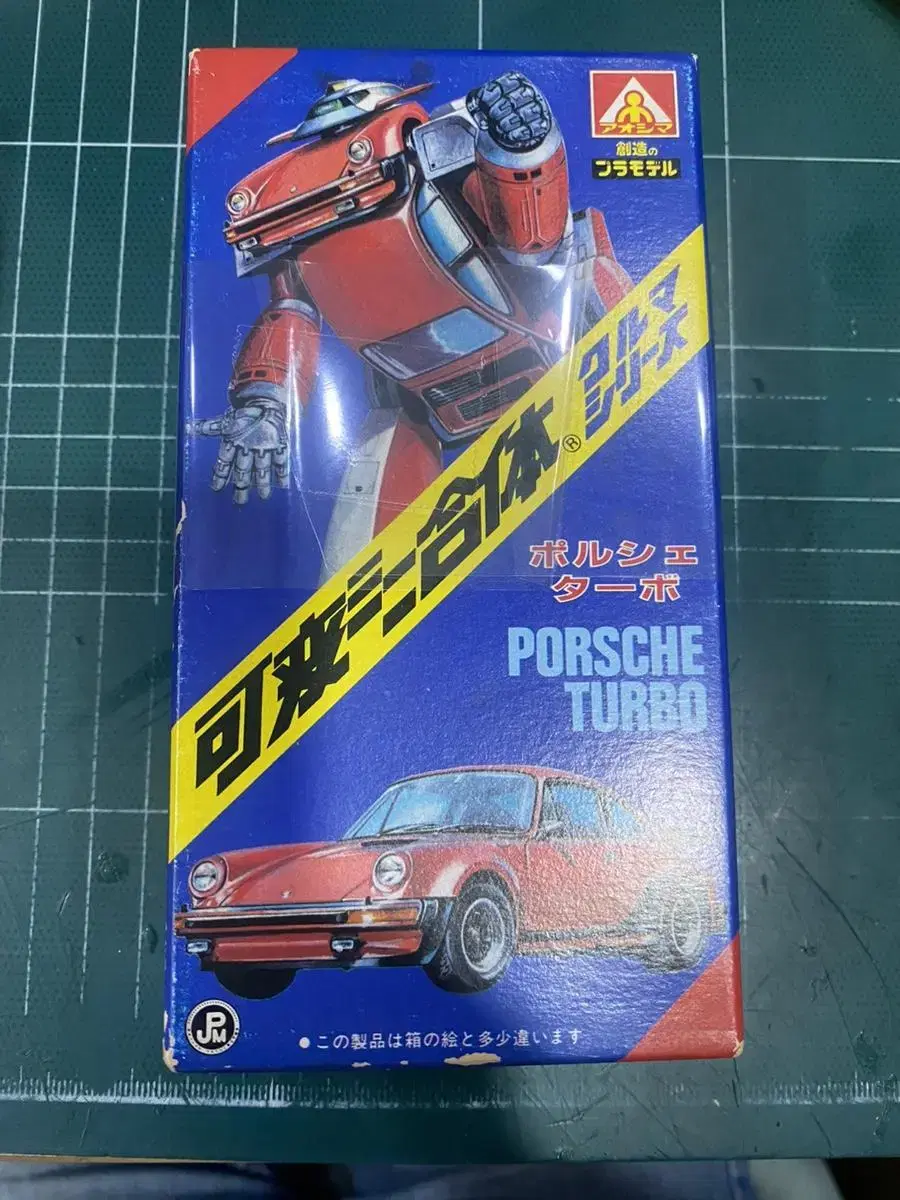 アオシマ
創造の
プラモデル
可変ミニ合体®
クルマ
シリーズ
ポルシェ
ターボ
PORSCHE
TURBO
JPM
●この製品は箱の絵と多少違います